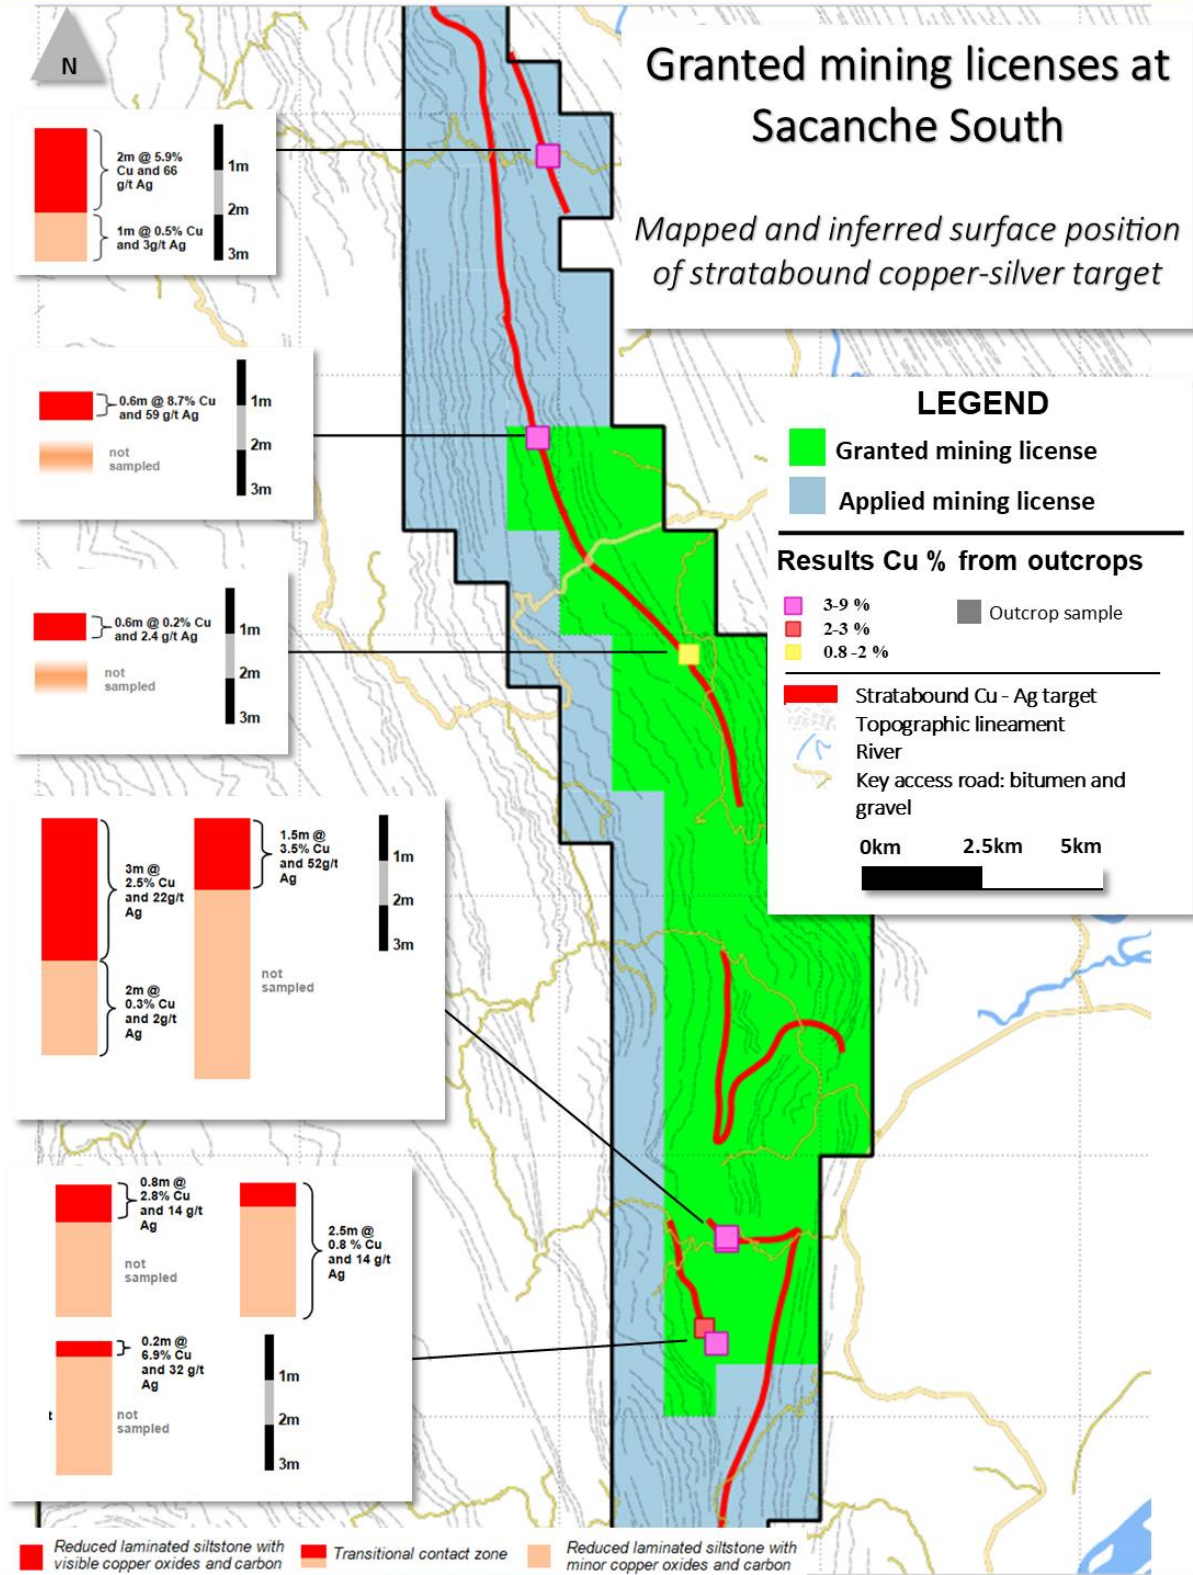 Granted mining licenses at
Sacanche South
Mapped and inferred surface position
of stratabound copper-silver target
N
2m @ 5.9%
Cu and 66
g/t Ag
1m @ 0.5% Cu
and 3g/t Ag
1m
2m
3m
0.6m @ 8.7% Cu
and 59 g/t Ag
not
sampled
1m
2m
3m
0.6m @ 0.2% Cu
and 2.4 g/t Ag
not
sampled
1m
2m
3m
3m @
2.5% Cu
and 22g/t
Ag
2m @
0.3% Cu
and 2g/t
Ag
1.5m @
3.5% Cu
and 52g/t
Ag
not
sampled
1m
2m
3m
0.8m @
2.8% Cu
and 14 g/t
Ag
not
sampled
2.5m @
0.8 % Cu
and 14 g/t
Ag
0.2m @
6.9% Cu
and 32 g/t
Ag
t
not
sampled
1m
2m
3m
LEGEND
Granted mining license
Applied mining license
Results Cu % from outcrops
3-9 %
2-3 %
0.8 -2 %
Outcrop sample
Stratabound Cu - Ag target
Topographic lineament
River
Key access road: bitumen and
gravel
0km 2.5km 5km
Reduced laminated siltstone with
visible copper oxides and carbon
Transitional contact zone
Reduced laminated siltstone with
minor copper oxides and carbon